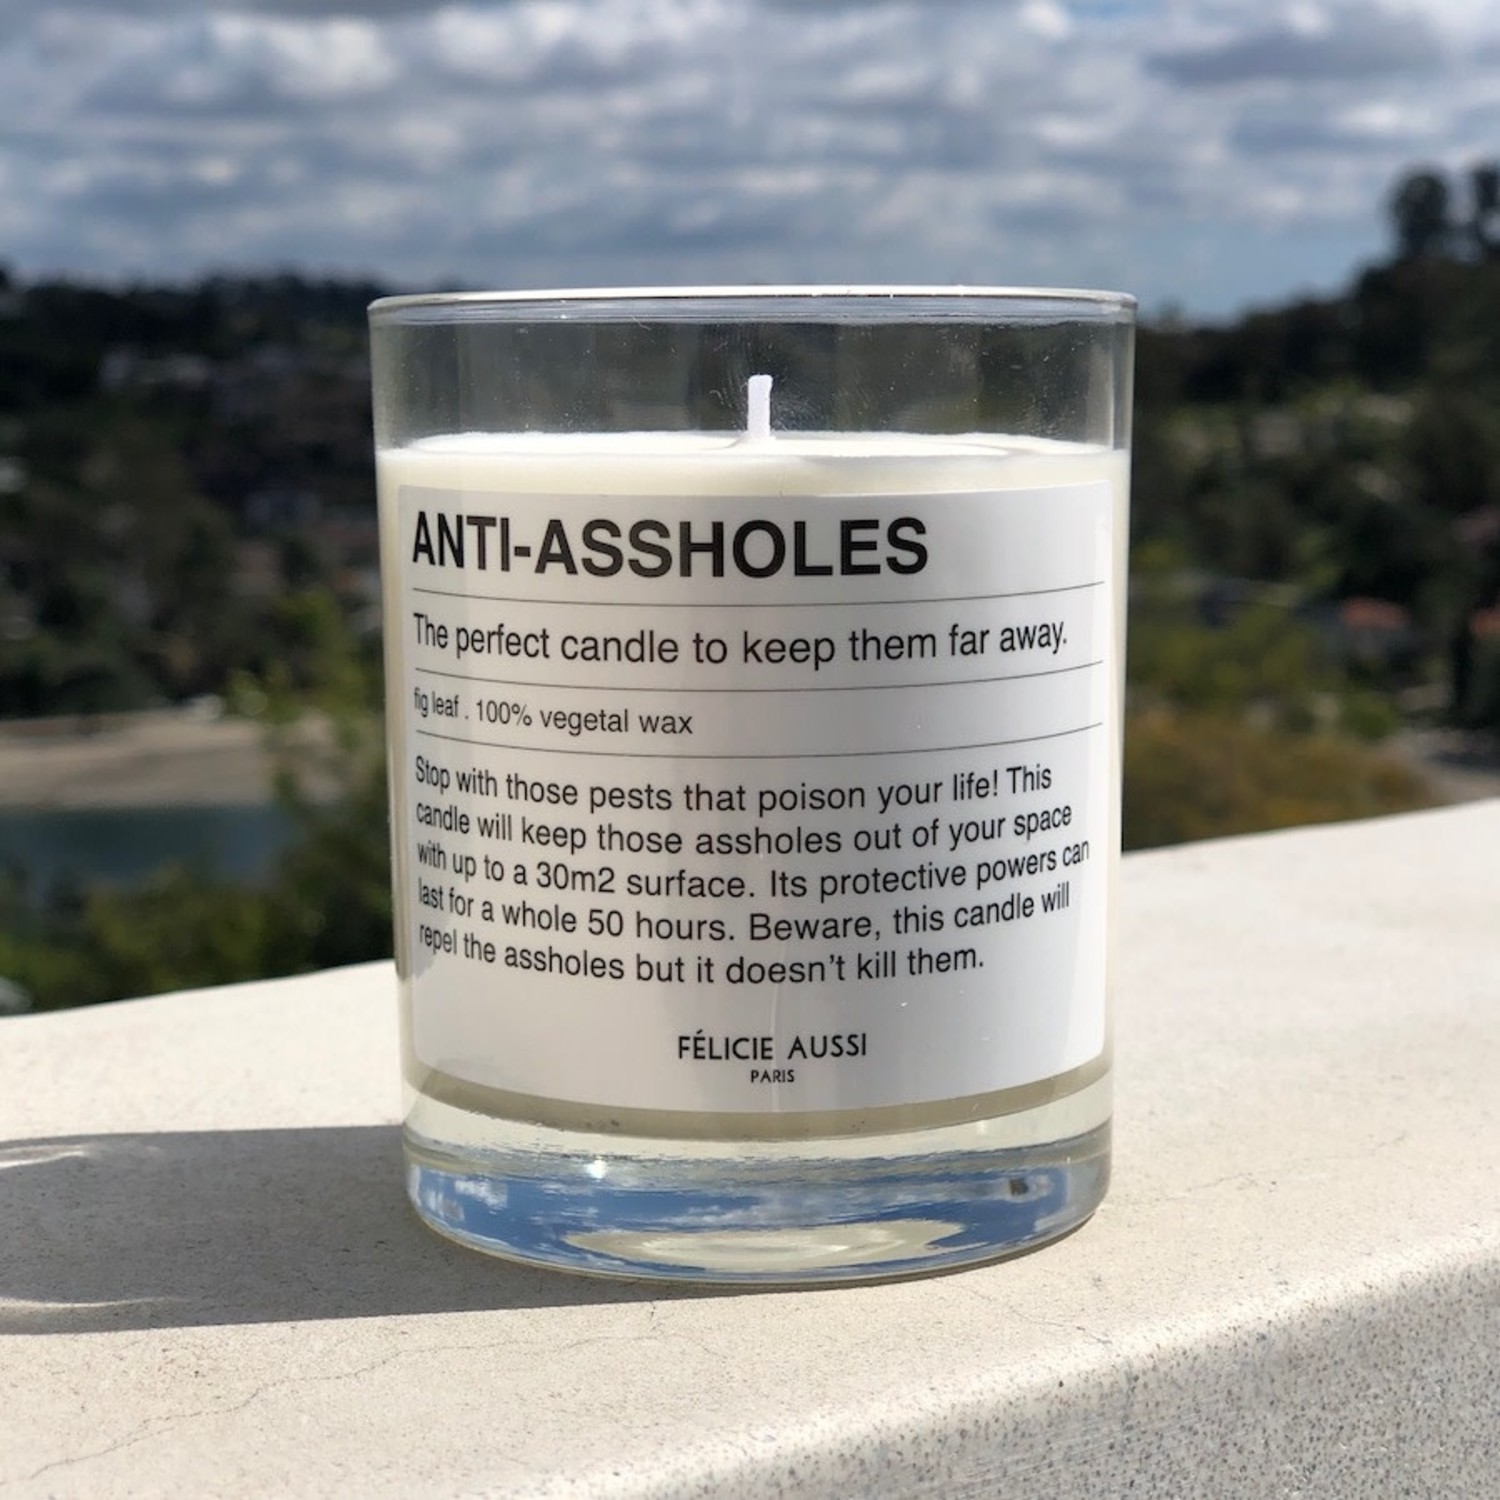 ANTI-ASSHOLES
The perfect candle to keep them far away.
fig leaf . 100% vegetal wax
Stop with those pests that poison your life! This
candle will keep those assholes out of your space
with up to a 30m2 surface. Its protective powers can
last for a whole 50 hours. Beware, this candle will
repel the assholes but it doesn't kill them.
FÉLICIE AUSSI
PARIS